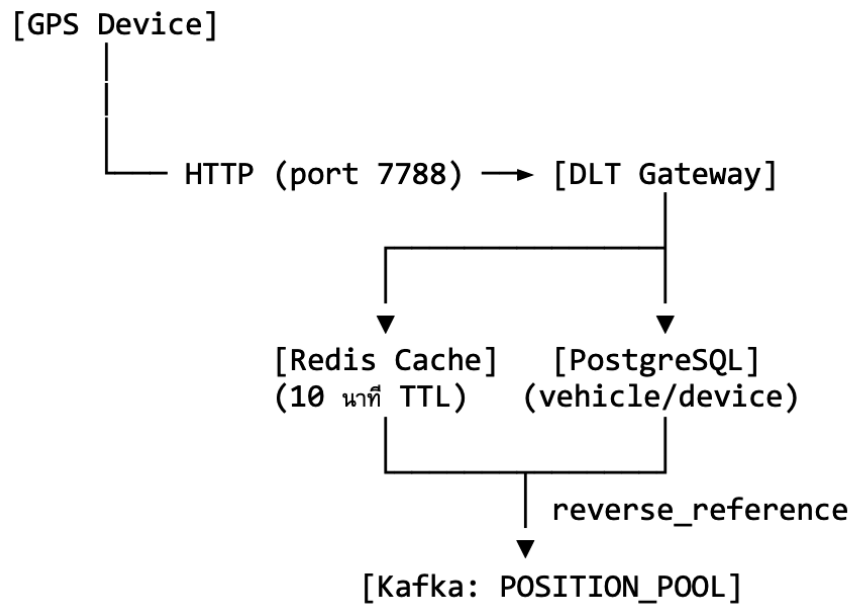 [GPS Device]
HTTP (port 7788)
[DLT Gateway]
[Redis Cache]
(10 นาที TTL)
[PostgreSQL]
(vehicle/device)
reverse_reference
[Kafka: POSITION_POOL]